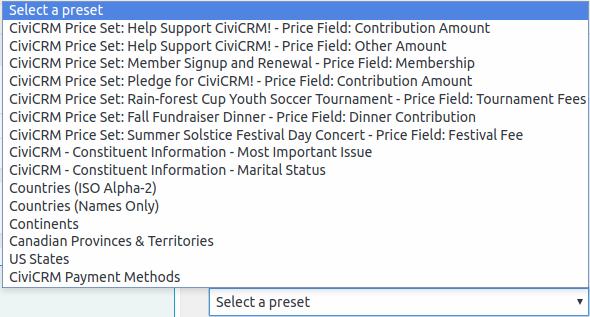 Select a preset
CiviCRM Price Set: Help Support CiviCRM! - Price Field: Contribution Amount
CiviCRM Price Set: Help Support CiviCRM! - Price Field: Other Amount
CiviCRM Price Set: Member Signup and Renewal - Price Field: Membership
CiviCRM Price Set: Pledge for CiviCRM! - Price Field: Contribution Amount
CiviCRM Price Set: Rain-forest Cup Youth Soccer Tournament - Price Field: Tournament Fees
CiviCRM Price Set: Fall Fundraiser Dinner - Price Field: Dinner Contribution
CiviCRM Price Set: Summer Solstice Festival Day Concert - Price Field: Festival Fee
CiviCRM - Constituent Information - Most Important Issue
CiviCRM - Constituent Information - Marital Status
Countries (ISO Alpha-2)
Countries (Names Only)
Continents
Canadian Provinces & Territories
US States
CiviCRM Payment Methods
Select a preset